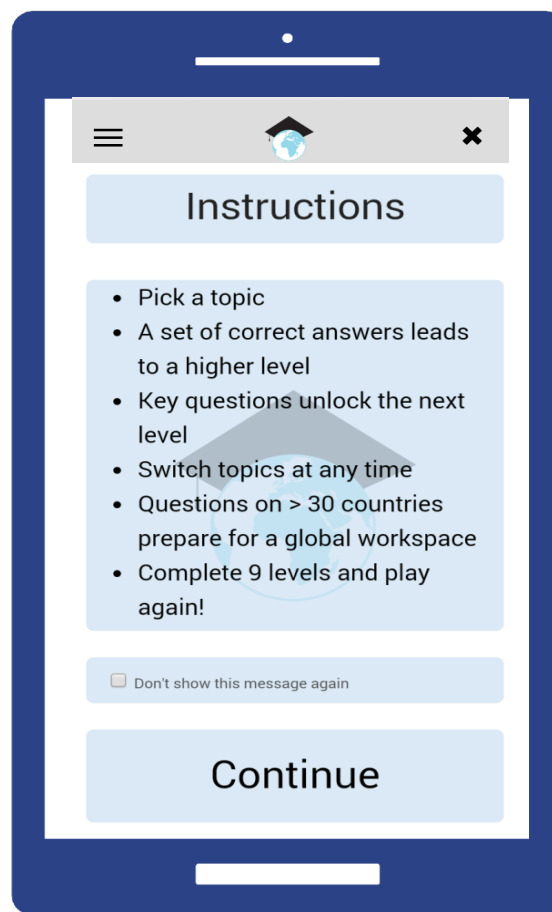 Instructions
• Pick a topic
• A set of correct answers leads
to a higher level
• Key questions unlock the next
level
• Switch topics at any time
• Questions on > 30 countries
prepare for a global workspace
• Complete 9 levels and play
again!
Don't show this message again
Continue